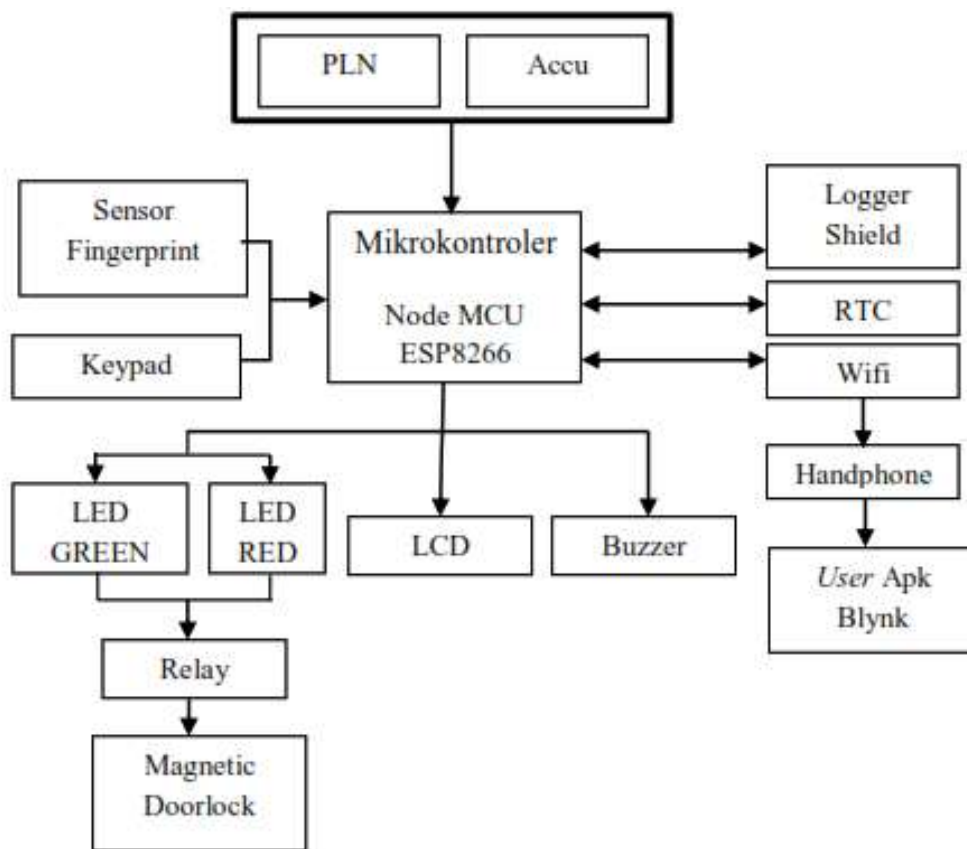 PLN
Accu
Sensor
Fingerprint
Keypad
Mikrokontroler
Node MCU
ESP8266
Logger
Shield
RTC
Wifi
Handphone
User Apk
Blynk
LED
GREEN
LED
RED
LCD
Buzzer
Relay
Magnetic
Doorlock